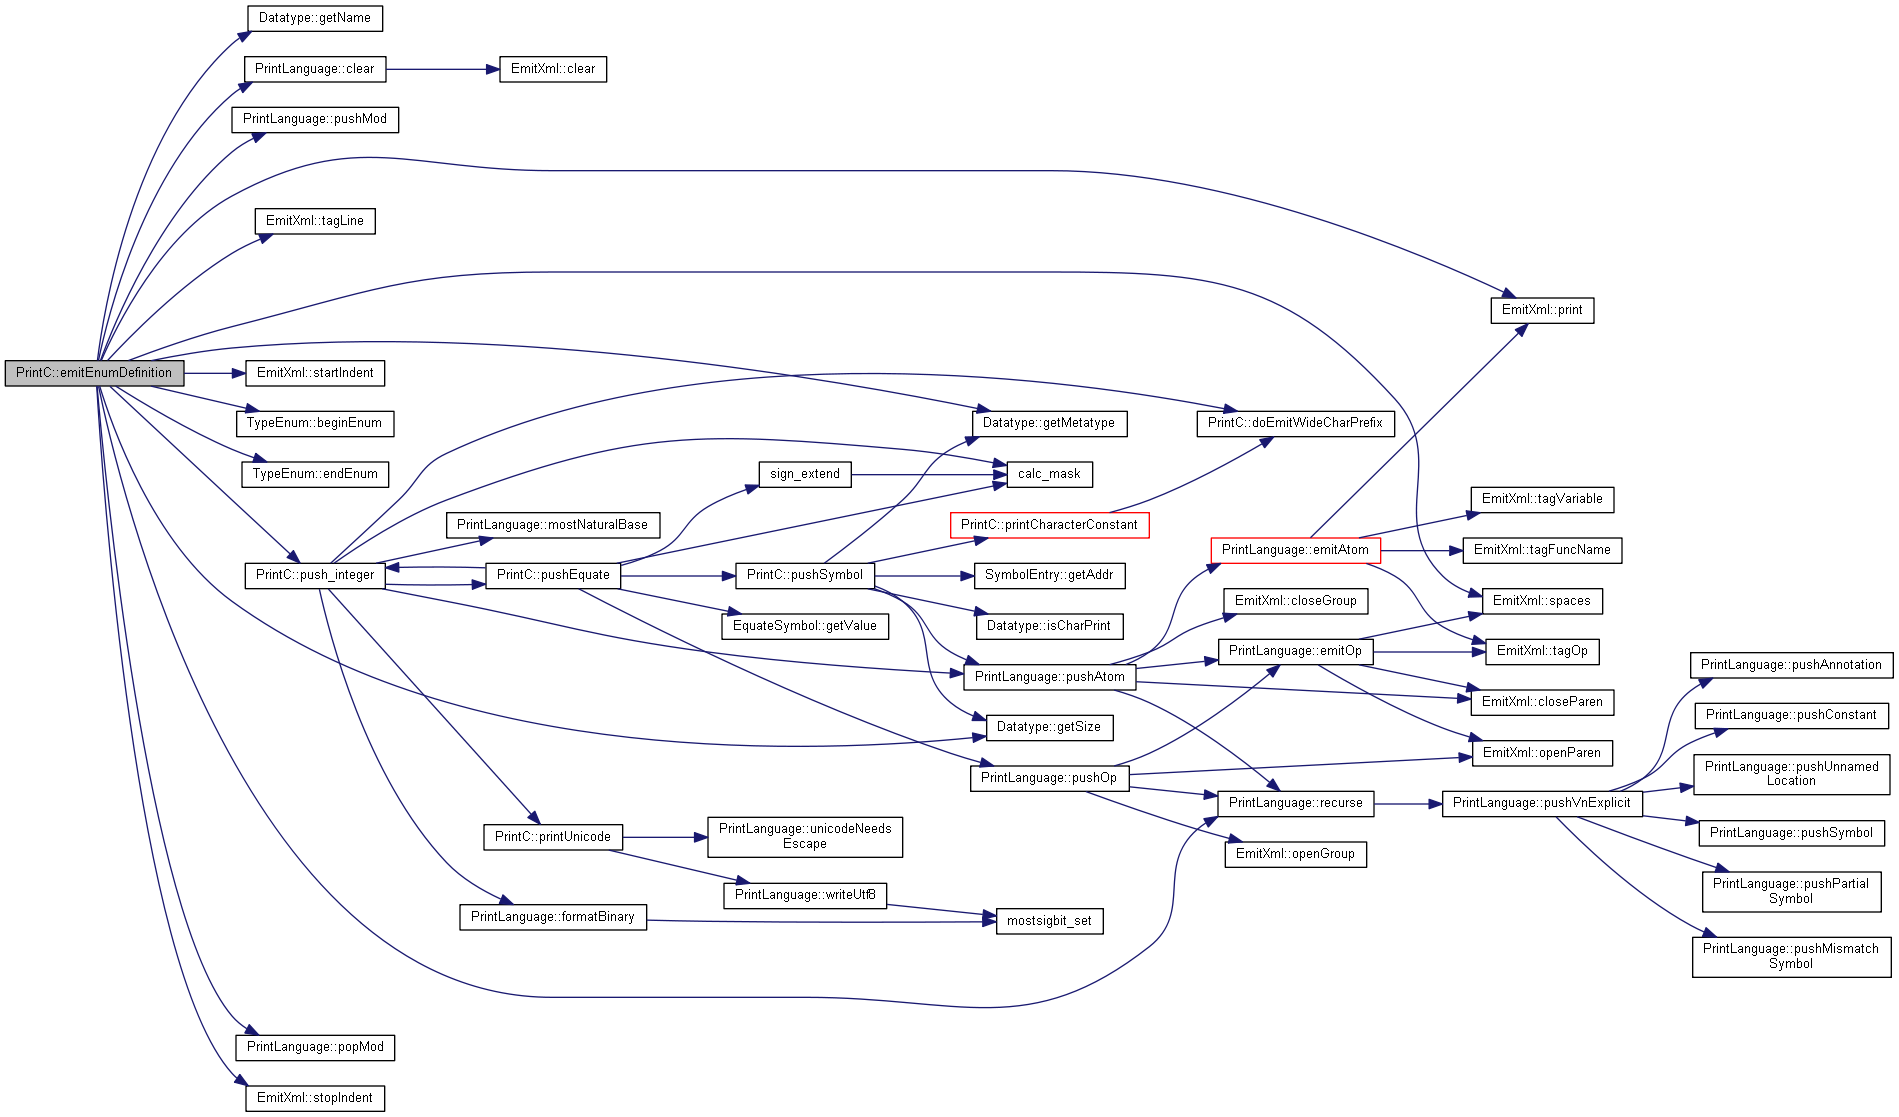 Datatype::getName
PrintLanguage::clear
EmitXml::clear
PrintLanguage::pushMod
EmitXml::tagLine
EmitXml::print
PrintC::emitEnumDefinition
EmitXml::startIndent
TypeEnum::beginEnum
Datatype::getMetatype
PrintC::doEmitWideCharPrefix
TypeEnum::endEnum
sign_extend
calc_mask
EmitXml::tagVariable
PrintLanguage::mostNaturalBase
PrintC::printCharacterConstant
PrintLanguage::emitAtom
EmitXml::tagFuncName
PrintC::push_integer
PrintC::pushEquate
PrintC::pushSymbol
SymbolEntry::getAddr
EmitXml::closeGroup
EmitXml::spaces
EquateSymbol::getValue
Datatype::isCharPrint
PrintLanguage::emitOp
EmitXml::tagOp
PrintLanguage::pushAtom
PrintLanguage::pushAnnotation
EmitXml::closeParen
PrintLanguage::pushConstant
Datatype::getSize
EmitXml::openParen
PrintLanguage::pushOp
PrintLanguage::pushUnnamed
Location
PrintLanguage::recurse
PrintLanguage::pushVnExplicit
PrintC::printUnicode
PrintLanguage::unicodeNeeds
Escape
PrintLanguage::pushSymbol
EmitXml::openGroup
PrintLanguage::writeUtf8
PrintLanguage::pushPartial
Symbol
PrintLanguage::formatBinary
mostsigbit_set
PrintLanguage::pushMismatch
Symbol
PrintLanguage::popMod
EmitXml::stopIndent